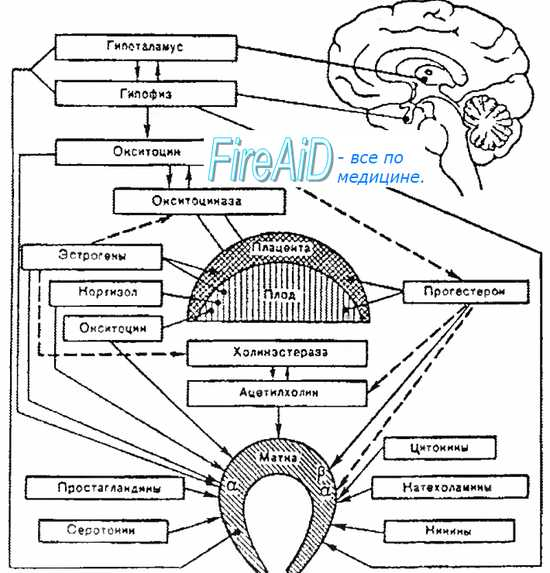 Гипоталамус
Гипофиз
Окситоцин
FireAiD
- все по
медицине.
Окситоциназа
Эстрогены
Плацента
Кортизол
Плод
Прогестерон
Окситоцин
Холинэстераза
Ацетилхолин
Матка
Цитокины
α
β
α
Простагландины
Катехоламины
Серотонин
Кинины